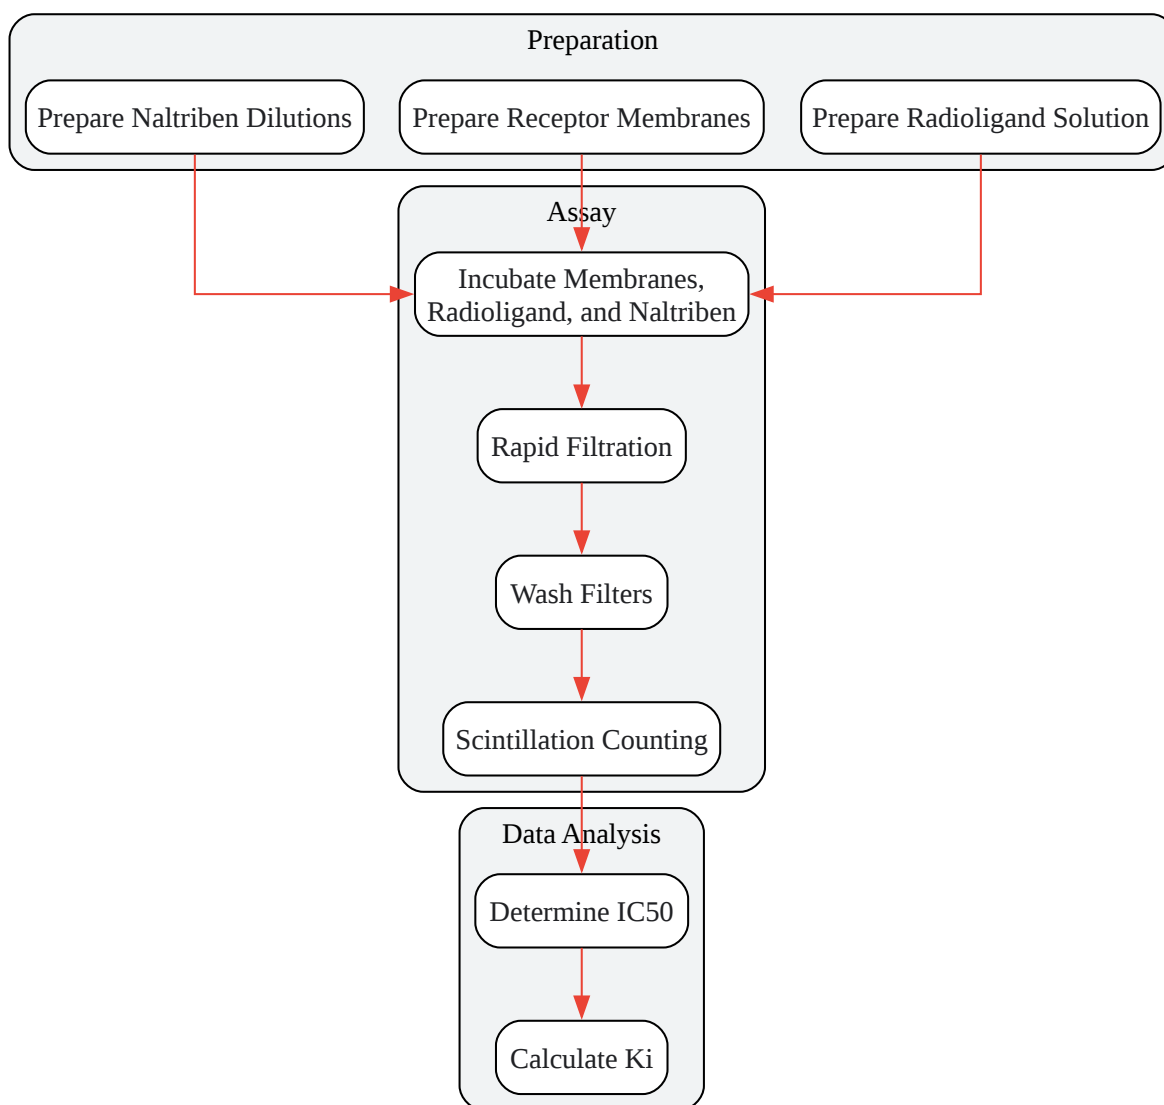 Preparation
Prepare Naltriben Dilutions
Prepare Receptor Membranes
Prepare Radioligand Solution
Assay
Incubate Membranes,
Radioligand, and Naltriben
Rapid Filtration
Wash Filters
Scintillation Counting
Data Analysis
Determine IC50
Calculate Ki